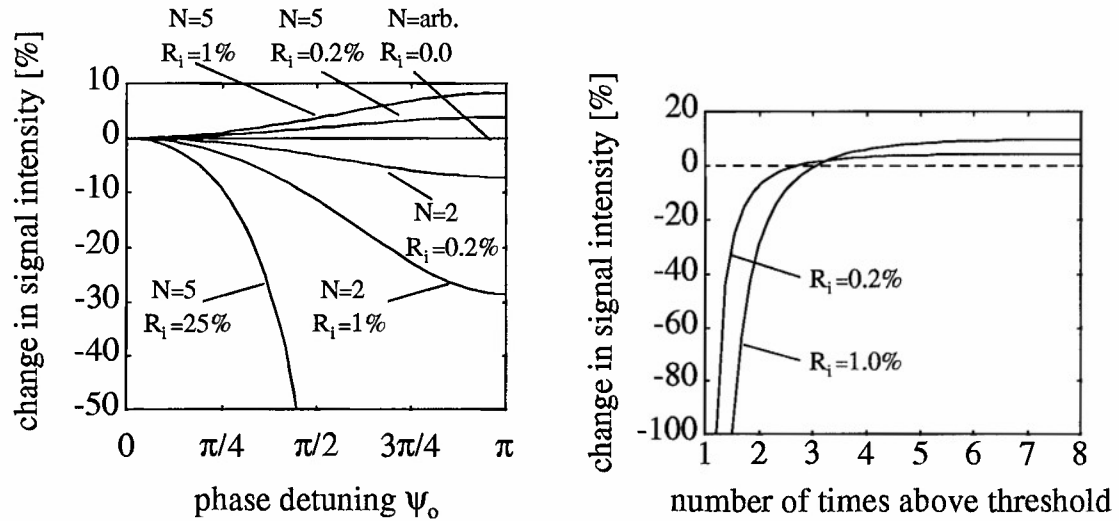 N=5 N=5 N=arb.
R_i=1% R_i=0.2% R_i=0.0
change in signal intensity [%]
10
0
-10
-20
-30
-40
-50
N=2
R_i=0.2%
N=5
R_i=25%
N=2
R_i=1%
0 π/4 π/2 3π/4 π
phase detuning ψ_o
change in signal intensity [%]
20
0
-20
-40
-60
-80
-100
R_i=0.2%
R_i=1.0%
1 2 3 4 5 6 7 8
number of times above threshold